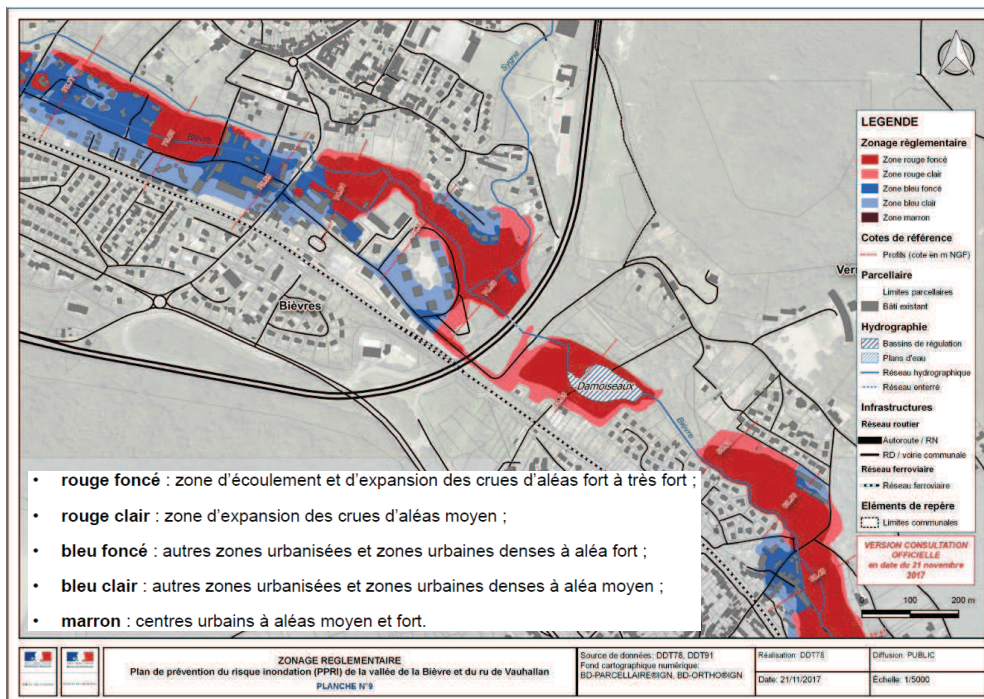 Sygrie
Bièvre
Bièvres
Damoiseaux
Bièvre
LEGENDE
Zonage règlementaire
Zone rouge foncé
Zone rouge clair
Zone bleu foncé
Zone bleu clair
Zone marron
Cotes de référence
Profils (cote en m NGF)
Parcellaire
Limites parcellaires
Bâti existant
Hydrographie
Bassins de régulation
Plans d'eau
Réseau hydrographique
Réseau enterré
Infrastructures
Réseau routier
Autoroute / RN
RD / voirie communale
Réseau ferroviaire
Réseau ferroviaire
Eléments de repère
Limites communales
VERSION CONSULTATION
OFFICIELLE
en date du 21 novembre
2017
100 200 m
• rouge foncé : zone d'écoulement et d'expansion des crues d'aléas fort à très fort ;
• rouge clair : zone d'expansion des crues d'aléas moyen ;
• bleu foncé : autres zones urbanisées et zones urbaines denses à aléa fort ;
• bleu clair : autres zones urbanisées et zones urbaines denses à aléa moyen ;
• marron : centres urbains à aléas moyen et fort.
ZONAGE REGLEMENTAIRE
Plan de prévention du risque inondation (PPRI) de la vallée de la Bièvre et du ru de Vauhallan
PLANCHE N°9
Source de données: DDT78, DDT91
Fond cartographique numérique:
BD-PARCELLAIRE®IGN, BD-ORTHO®IGN
Réalisation: DDT78
Diffusion: PUBLIC
Date: 21/11/2017
Échelle: 1/5000